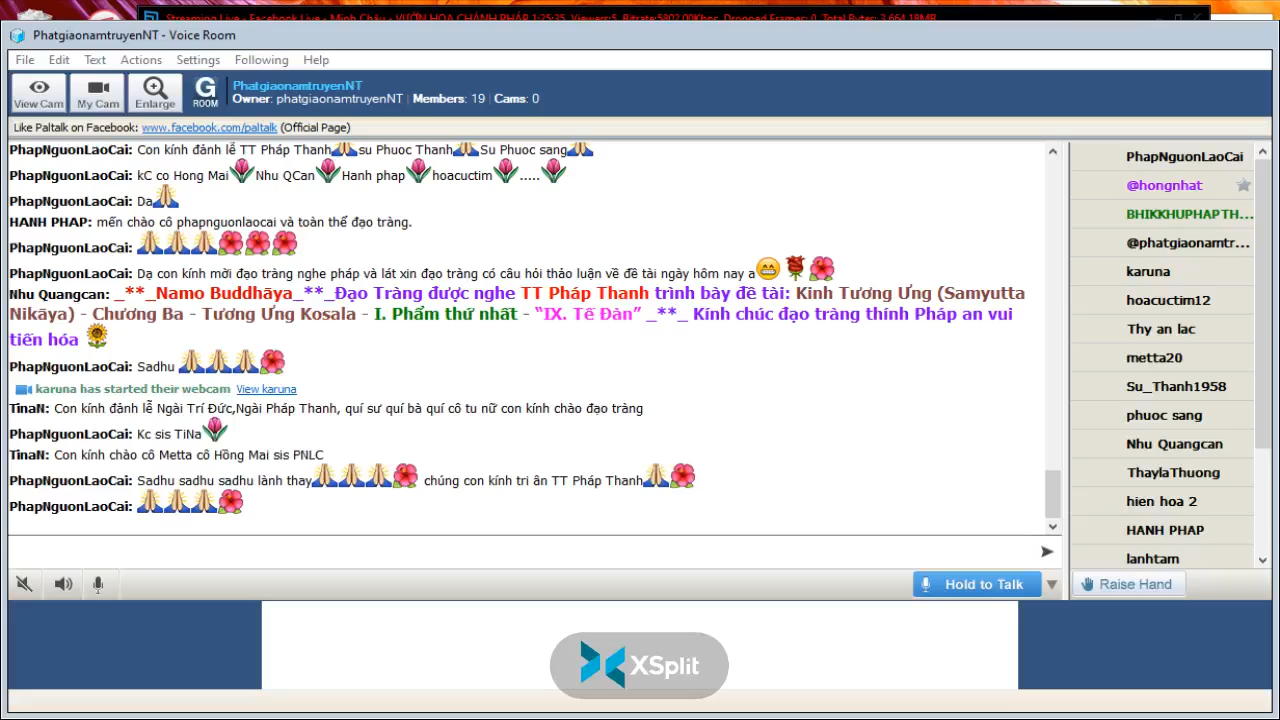 Streaming Live - Facebook Live - Minh Châu - VƯỜN HOA CHÁNH PHÁP 1:25:35, Viewers:5, Bitrate:5802.00Kbps, Dropped Frames: 0, Total Bytes: 3,664.18MB
PhatgiaonamtruyenNT - Voice Room
File Edit Text Actions Settings Following Help
View Cam My Cam Enlarge G ROOM
PhatgiaonamtruyenNT
Owner: phatgiaonamtruyenNT | Members: 19 | Cams: 0
Like Paltalk on Facebook: www.facebook.com/paltalk (Official Page)
PhapNguonLaoCai: Con kính đảnh lễ TT Pháp Thanh su Phuoc Thanh Su Phuoc sang
PhapNguonLaoCai: kC co Hong Mai Nhu QCan Hanh phap hoacuctim .....
PhapNguonLaoCai: Da
HANH PHAP: mến chào cô phapnguonlaocai và toàn thể đạo tràng.
PhapNguonLaoCai:
PhapNguonLaoCai: Dạ con kính mời đạo tràng nghe pháp và lát xin đạo tràng có câu hỏi thảo luận về đề tài ngày hôm nay a
Nhu Quangcan: _**_Namo Buddhāya_**_Đạo Tràng được nghe TT Pháp Thanh trình bày đề tài: Kinh Tương Ưng (Samyutta
Nikāya) - Chương Ba - Tương Ưng Kosala - I. Phẩm thứ nhất - “IX. Tế Đàn” _**_ Kính chúc đạo tràng thính Pháp an vui
tiến hóa
PhapNguonLaoCai: Sadhu
karuna has started their webcam View karuna
TinaN: Con kính đảnh lễ Ngài Trí Đức,Ngài Pháp Thanh, quí sư quí bà quí cô tu nữ con kính chào đạo tràng
PhapNguonLaoCai: Kc sis TiNa
TinaN: Con kính chào cô Metta cô Hồng Mai sis PNLC
PhapNguonLaoCai: Sadhu sadhu sadhu lành thay chúng con kính tri ân TT Pháp Thanh
PhapNguonLaoCai:
PhapNguonLaoCai
@hongnhat
BHIKKHUPHAPTH...
@phatgiaonamtr...
karuna
hoacuctim12
Thy an lac
metta20
Su_Thanh1958
phuoc sang
Nhu Quangcan
ThaylaThuong
hien hoa 2
HANH PHAP
lanhtam
Hold to Talk
Raise Hand
XSplit